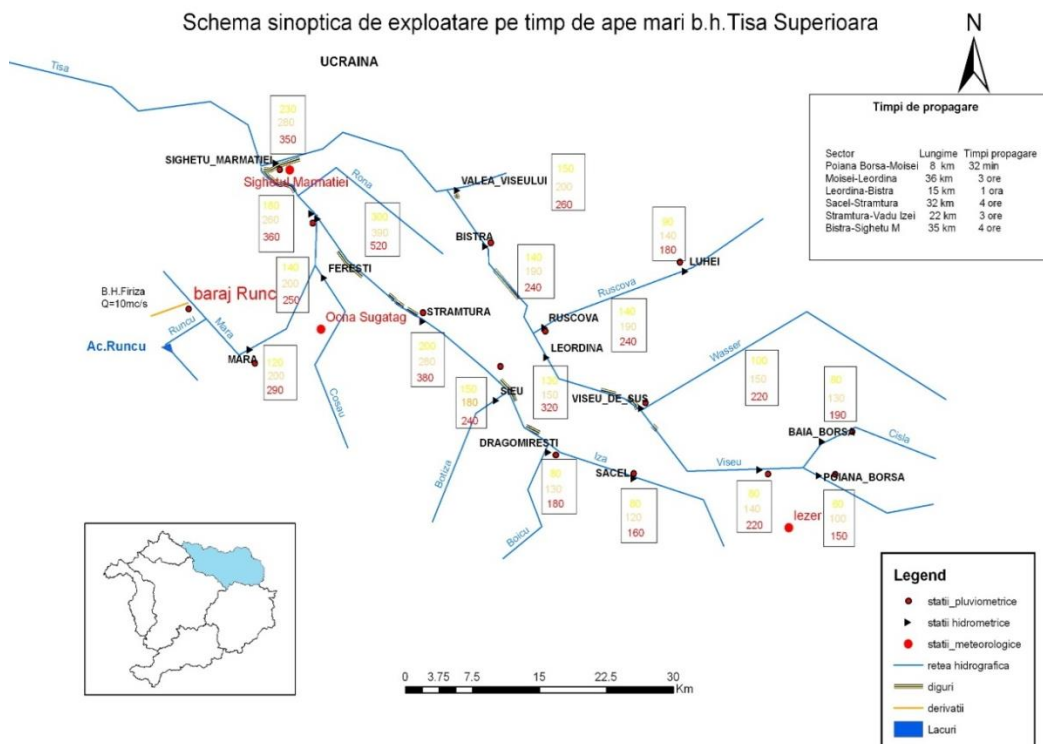 Schema sinoptica de exploatare pe timp de ape mari b.h.Tisa Superioara
N
UCRAINA
Tisa
Timpi de propagare
Sector Lungime Timpi propagare
Poiana Borsa-Moisei 8 km 32 min
Moisei-Leordina 36 km 3 ore
Leordina-Bistra 15 km 1 ora
Sacel-Stramtura 32 km 4 ore
Stramtura-Vadu Izei 22 km 3 ore
Bistra-Sighetu M 35 km 4 ore
230
280
350
SIGHETU_MARMATIEI
Sighetul Marmatiei
Rona
VALEA_VISEULUI
150
200
260
260
360
300
390
520
BISTRA
90
140
180
LUHEI
FERESTI
140
200
250
140
190
240
Ruscova
B.H.Firiza
Q=10mc/s
baraj Runc
Mara
Runcu
Ac.Runcu
Ocna Sugatag
STRAMTURA
RUSCOVA
140
190
240
LEORDINA
Wasser
MARA
120
200
290
200
280
380
Cosau
SIEU
150
180
240
130
150
320
VISEU_DE_SUS
100
150
220
130
190
BAIA_BORSA
Cisla
DRAGOMIRESTI
Botiza
Iza
SACEL
Viseu
POIANA_BORSA
80
130
180
Boicu
120
160
80
140
220
Iezer
100
150
Legend
statii_pluviometrice
statii hidrometrice
statii_meteorologice
retea hidrografica
diguri
derivatii
Lacuri
0 3.75 7.5 15 22.5 30
Km